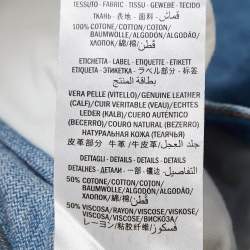 TESSUTO - FABRIC - TISSU - GEWEBE - TEJIDO
ТКАНЬ - 表地 - 面料 - قماش
100% COTONE/COTTON/COTON/
BAUMWOLLE/ALGODÓN/ALGODÃO/
ХЛОПОК/綿/棉/ قطن
ETICHETTA - LABEL - ETIQUETTE
ETIKETT - ETIQUETA - ETIQUETA
ЭТИКЕТКА - ラベル部分 - 标签
بطاقة المنتج
VERA PELLE (VITELLO)/GENUINE LEATHER
(CALF)/CUIR VERITABLE (VEAU)/ECHTES
LEDER (KALB)/CUERO AUTÉNTICO
(BECERRO)/COURO NATURAL (BEZERRO)
НАТУРАЛЬНАЯ КОЖА (ТЕЛЯЧЬЯ)
皮革部分 牛革/牛皮革/ جلد العجل
DETTAGLI - DETAILS - DÉTAILS - DETAILS
DETALLES - DETALHES
ДЕТАЛИ - 一部 - 镶边 - التفاصيل
50% COTONE/COTTON/COTON/
BAUMWOLLE/ALGODÓN/ALGODÃO/
ХЛОПОК/綿/棉/ قطن
50% VISCOSA/RAYON/VISCOSE/VISKOSE
VISCOSA/VISCOSE/ВИСКОЗА
レーヨン/粘胶纤维/ فسكوز